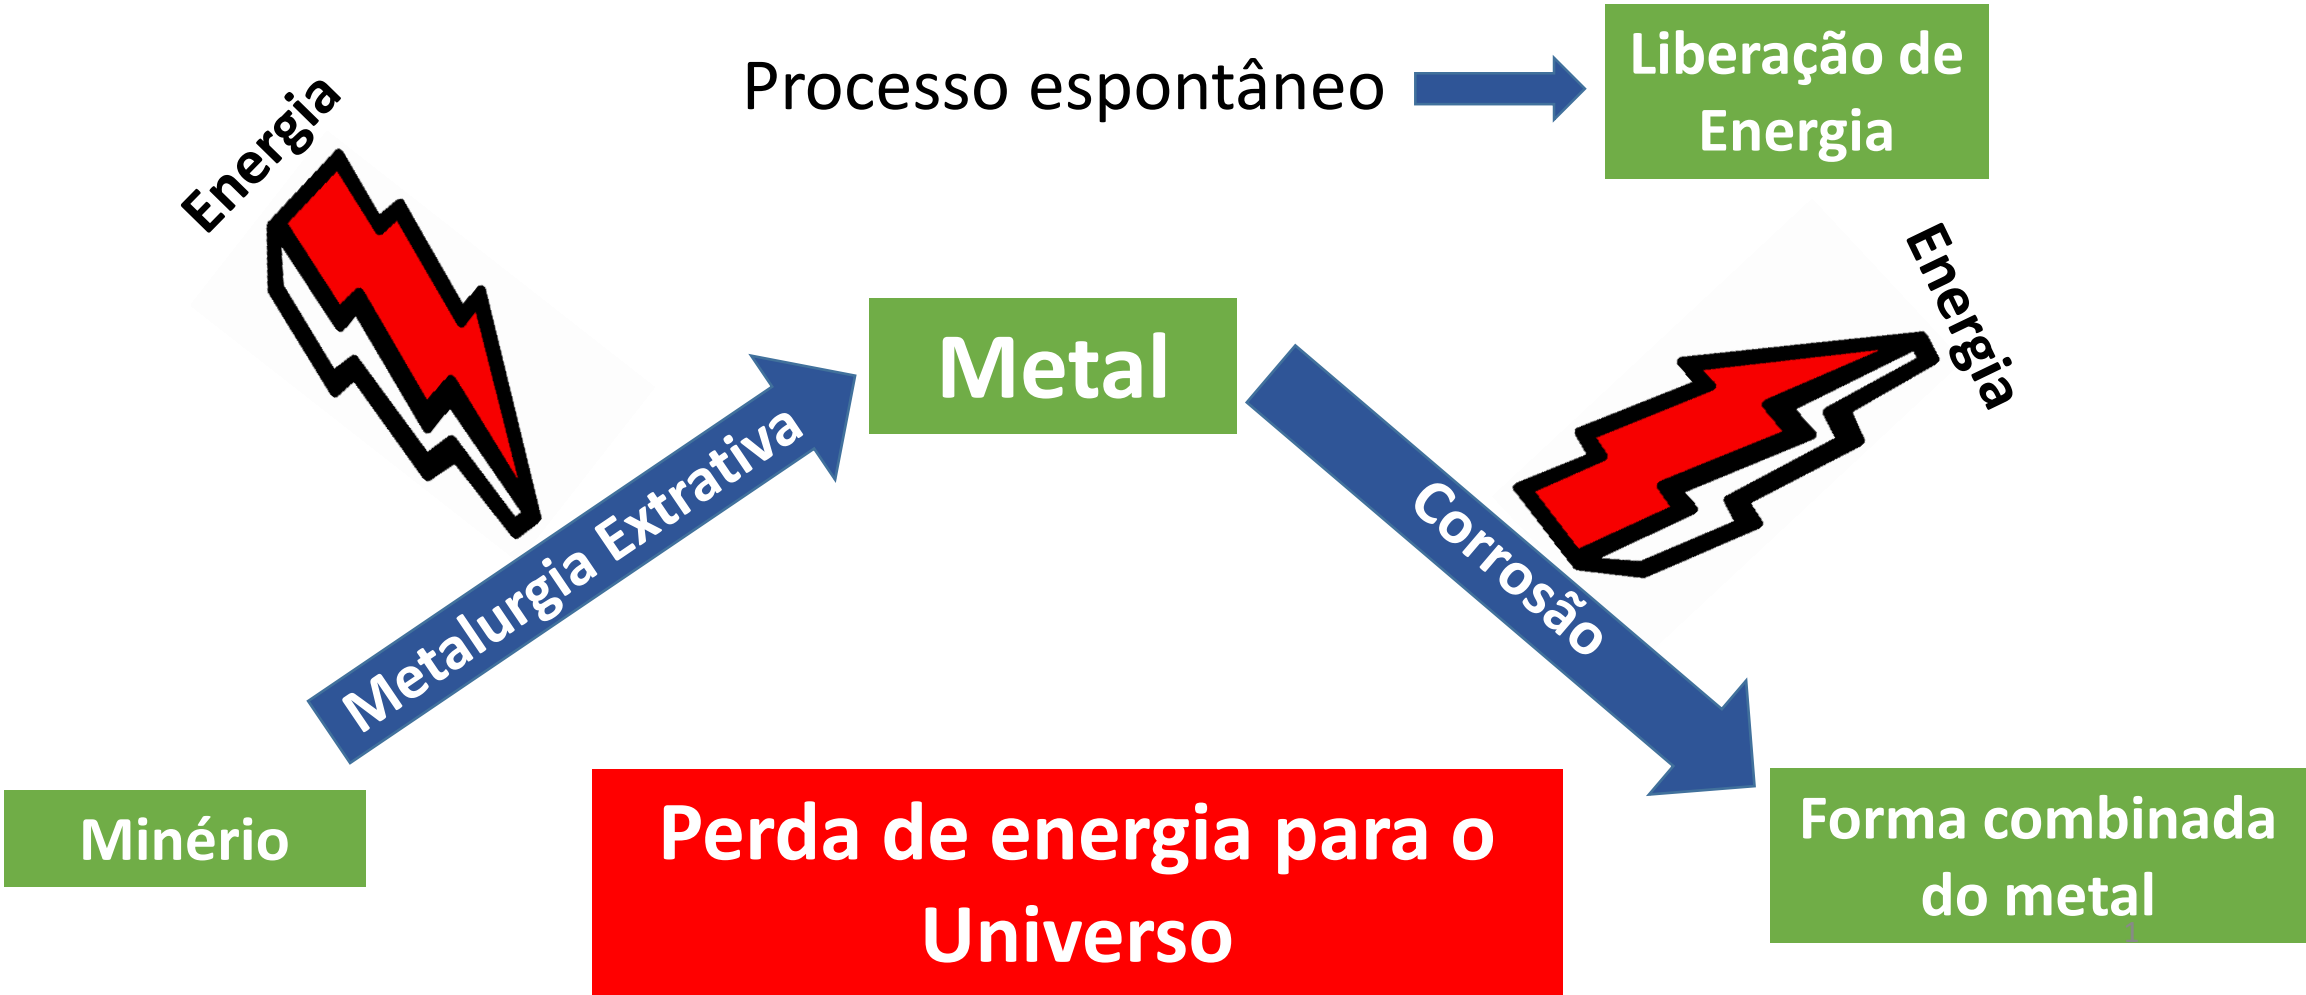 Processo espontâneo
Liberação de
Energia
Energia
Energia
Metal
Metalurgia Extrativa
Corrosão
Minério
Perda de energia para o
Universo
Forma combinada
do metal
1